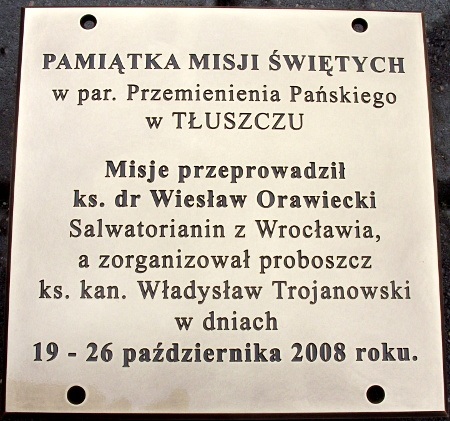 PAMIĄTKA MISJI ŚWIĘTYCH
w par. Przemienienia Pańskiego
w TŁUSZCZU
Misje przeprowadził
ks. dr Wiesław Orawiecki
Salwatorianin z Wrocławia,
a zorganizował proboszcz
ks. kan. Władysław Trojanowski
w dniach
19 - 26 października 2008 roku.